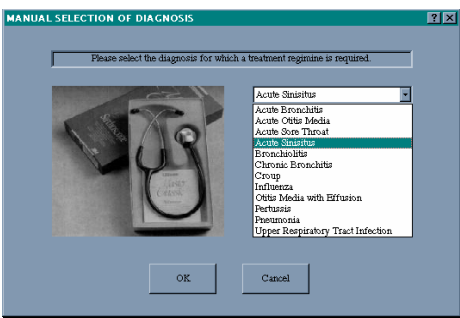 MANUAL SELECTION OF DIAGNOSIS
Please select the diagnosis for which a treatment regimine is required.
Acute Sinisitus
Acute Bronchitis
Acute Otitis Media
Acute Sore Throat
Acute Sinisitus
Bronchiolitis
Chronic Bronchitis
Croup
Influenza
Otitis Media with Effusion
Pertussis
Pneumonia
Upper Respiratory Tract Infection
OK
Cancel